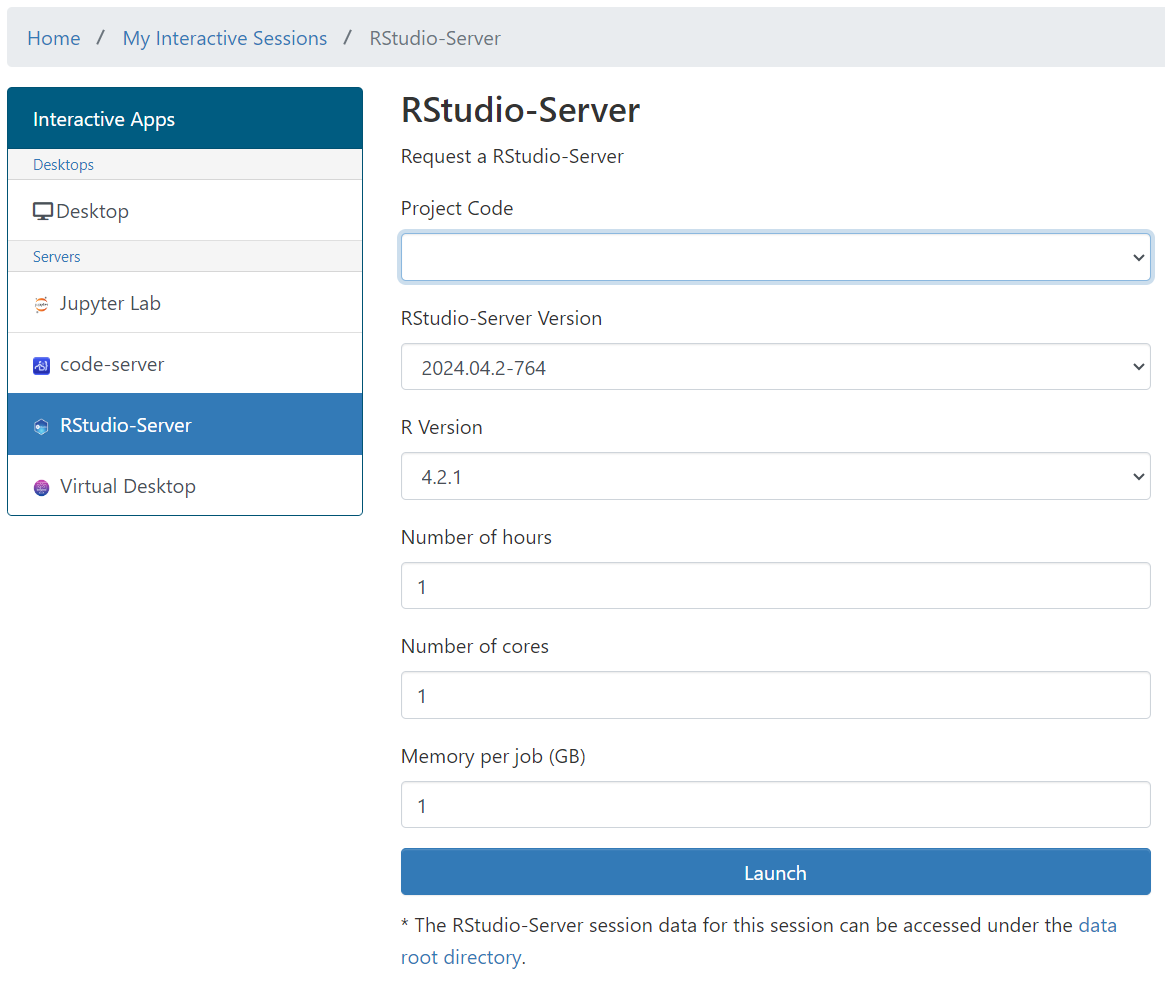 Home / My Interactive Sessions / RStudio-Server
Interactive Apps
Desktops
Desktop
Servers
Jupyter Lab
code-server
RStudio-Server
Virtual Desktop
RStudio-Server
Request a RStudio-Server
Project Code
RStudio-Server Version
2024.04.2-764
R Version
4.2.1
Number of hours
1
Number of cores
1
Memory per job (GB)
1
Launch
* The RStudio-Server session data for this session can be accessed under the data
root directory.